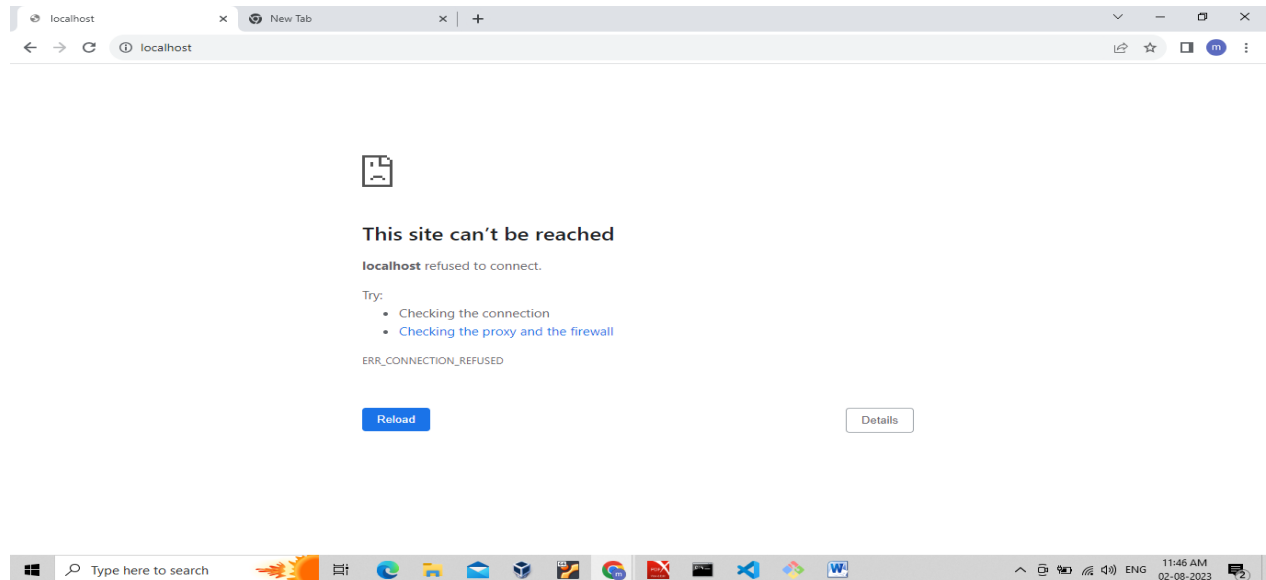 localhost
New Tab
localhost
m
This site can’t be reached
localhost refused to connect.
Try:
Checking the connection
Checking the proxy and the firewall
ERR_CONNECTION_REFUSED
Reload
Details
Type here to search
W
ENG
11:46 AM
02-08-2023
2